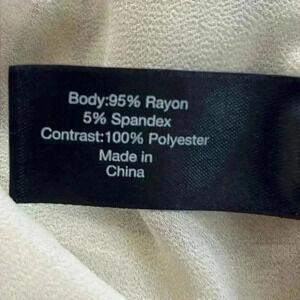 Body:95% Rayon
5% Spandex
Contrast:100% Polyester
Made in
China